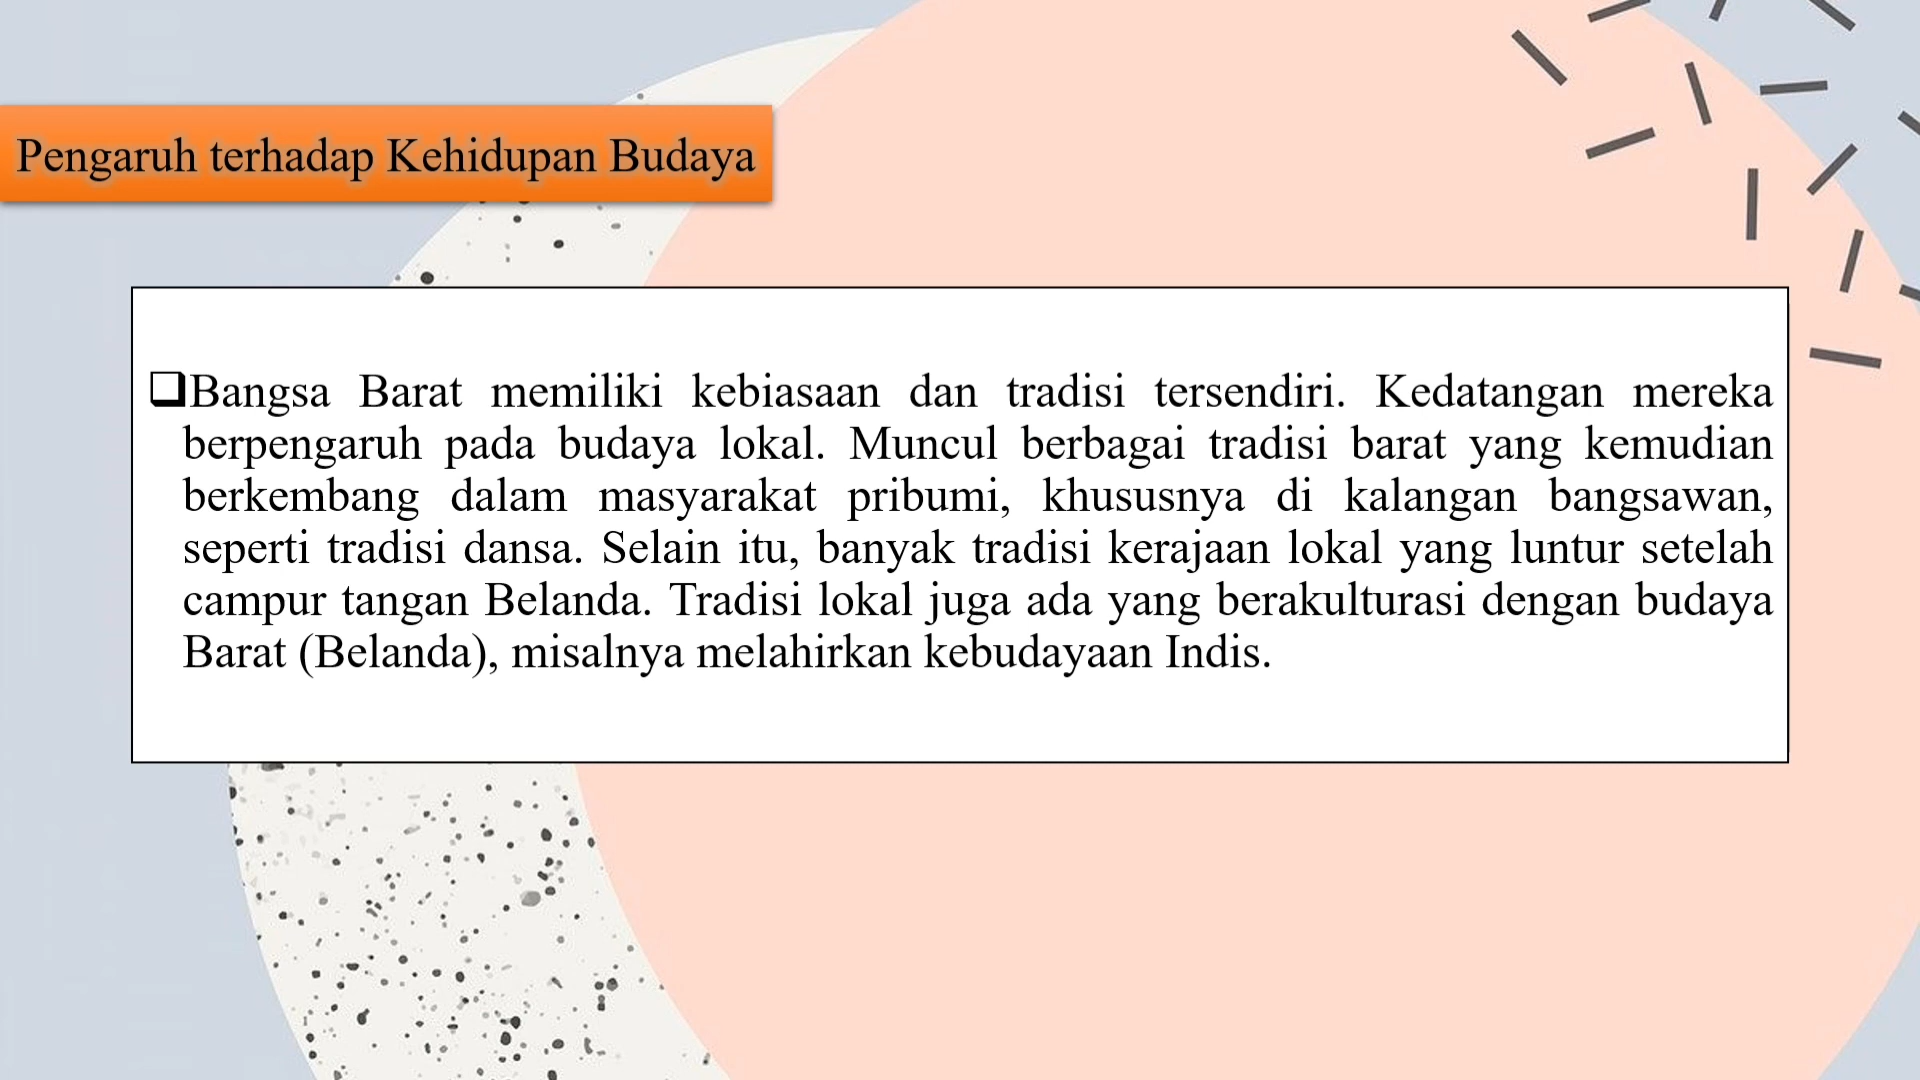 Pengaruh terhadap Kehidupan Budaya
❑Bangsa Barat memiliki kebiasaan dan tradisi tersendiri. Kedatangan mereka
berpengaruh pada budaya lokal. Muncul berbagai tradisi barat yang kemudian
berkembang dalam masyarakat pribumi, khususnya di kalangan bangsawan,
seperti tradisi dansa. Selain itu, banyak tradisi kerajaan lokal yang luntur setelah
campur tangan Belanda. Tradisi lokal juga ada yang berakulturasi dengan budaya
Barat (Belanda), misalnya melahirkan kebudayaan Indis.